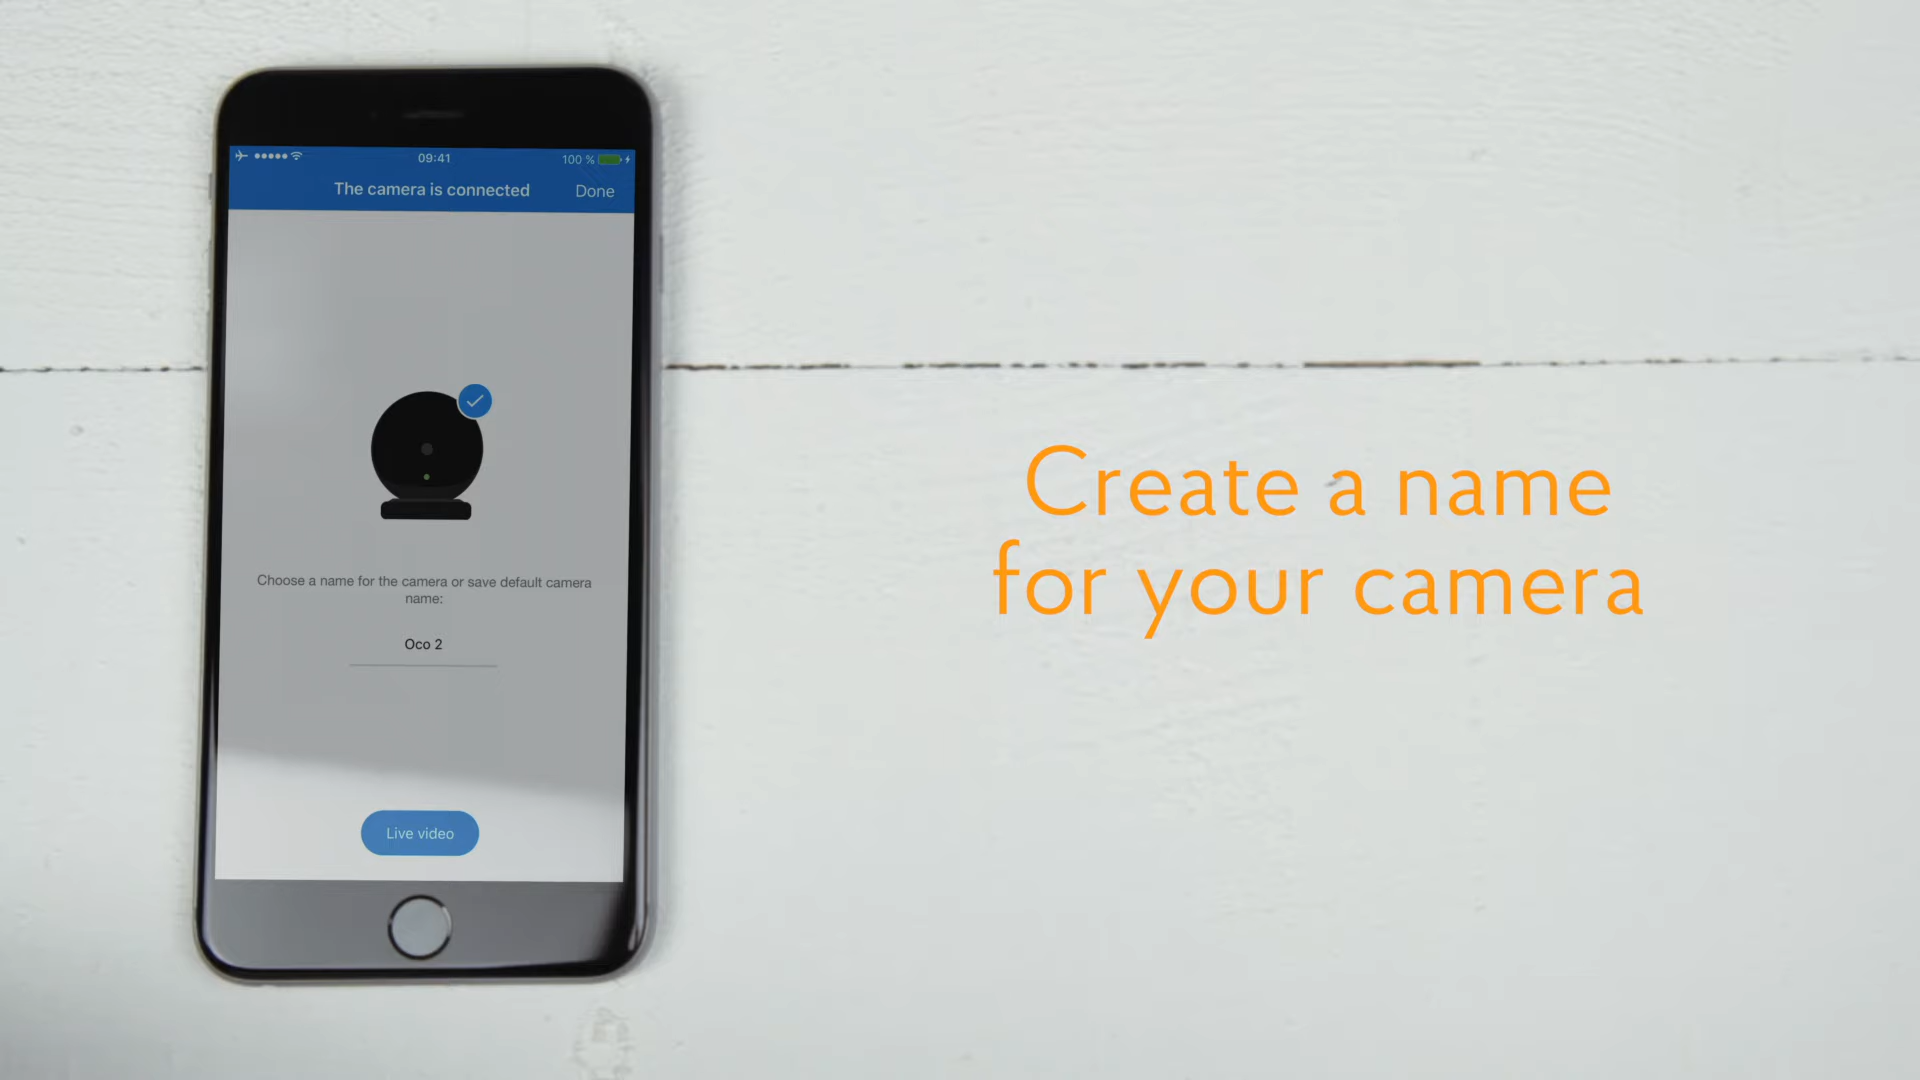 09:41
100 %
The camera is connected
Done
Choose a name for the camera or save default camera
name:
Oco 2
Live video
Create a name
for your camera